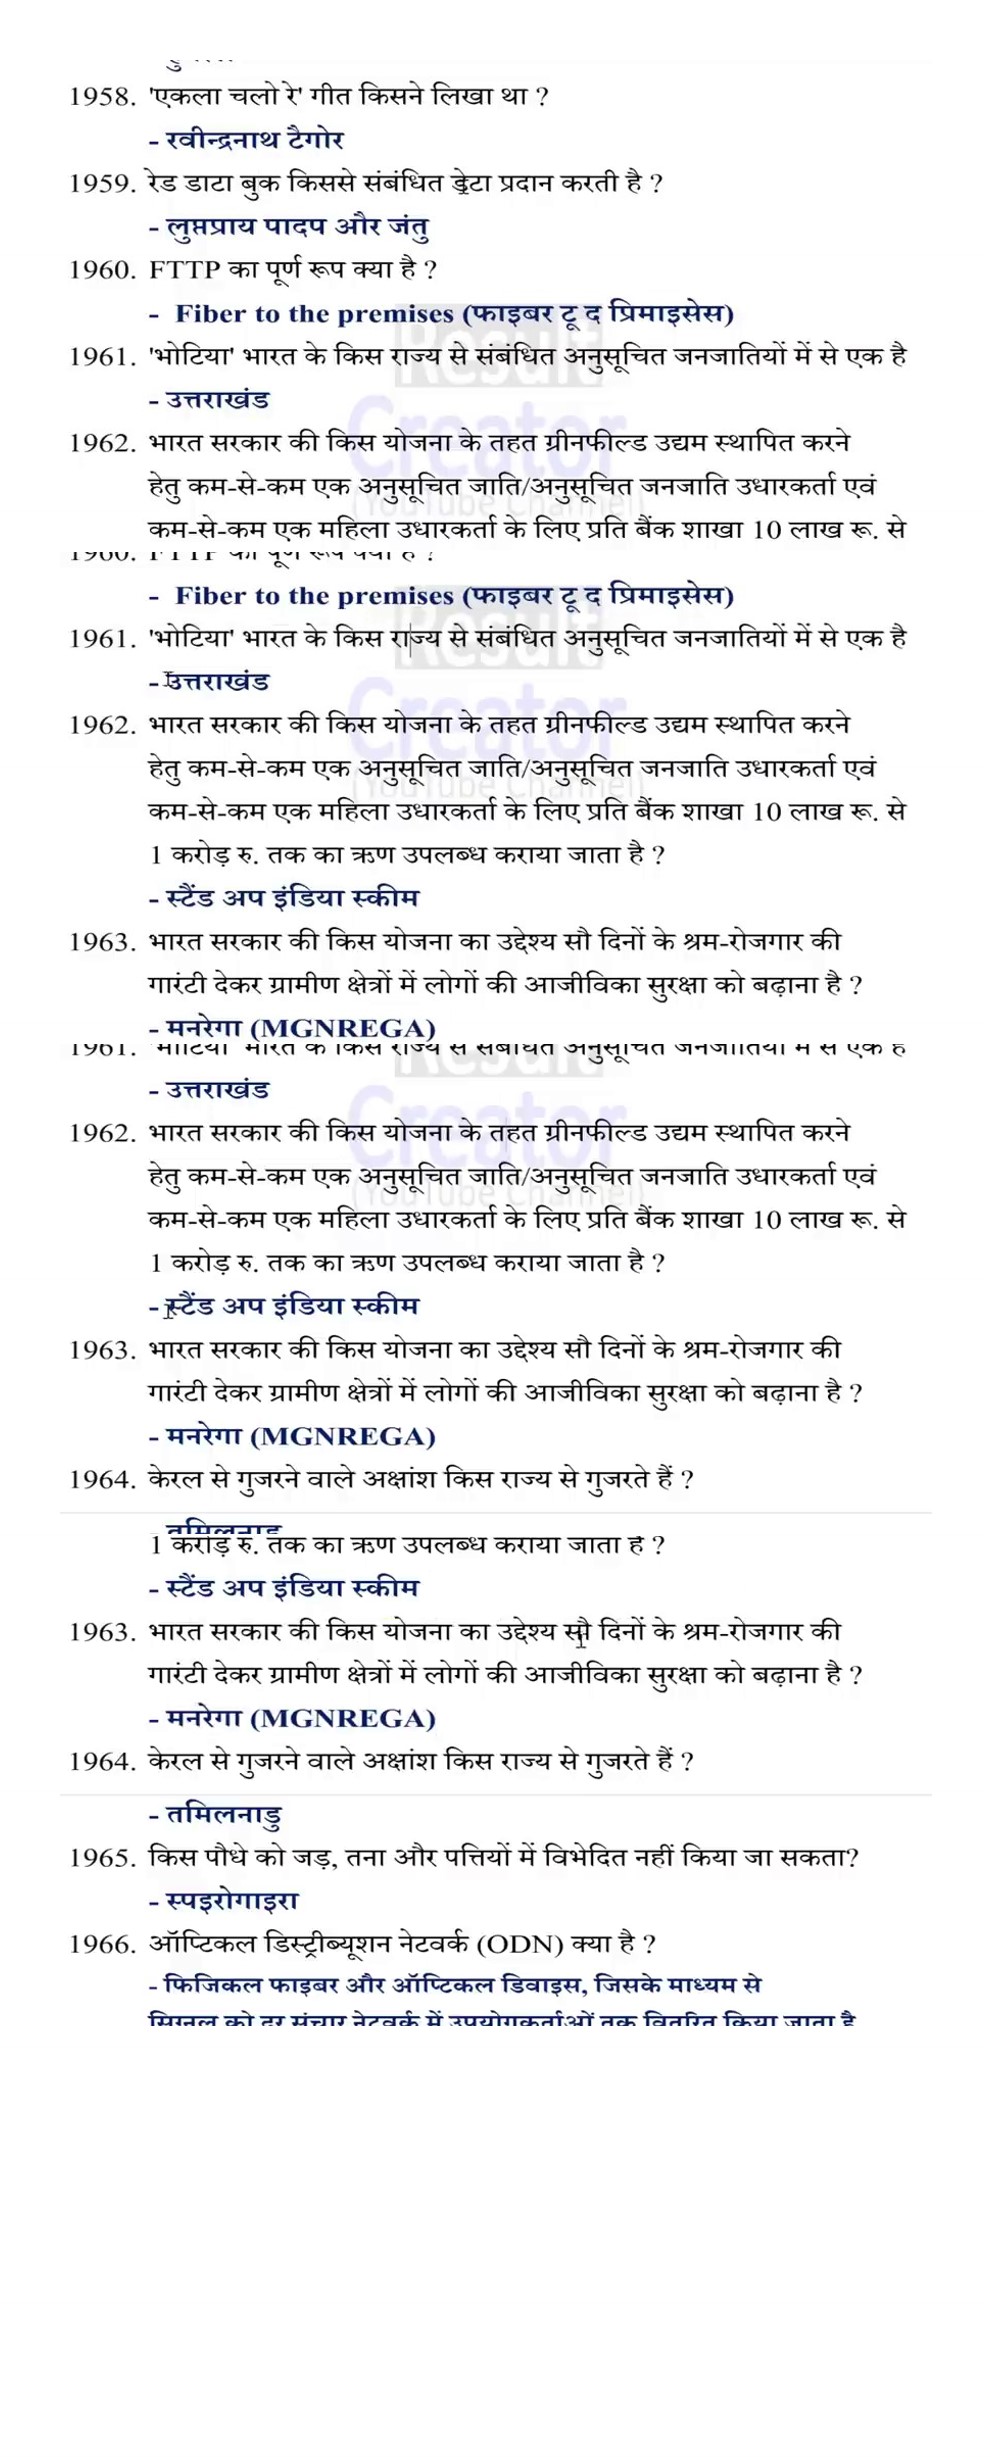 1958. 'एकला चलो रे' गीत किसने लिखा था ?
- रवीन्द्रनाथ टैगोर
1959. रेड डाटा बुक किससे संबंधित डेटा प्रदान करती है ?
- लुप्तप्राय पादप और जंतु
1960. FTTP का पूर्ण रूप क्या है ?
- Fiber to the premises (फाइबर टू द प्रिमाइसेस)
1961. 'भोटिया' भारत के किस राज्य से संबंधित अनुसूचित जनजातियों में से एक है
- उत्तराखंड
1962. भारत सरकार की किस योजना के तहत ग्रीनफील्ड उद्यम स्थापित करने
हेतु कम-से-कम एक अनुसूचित जाति/अनुसूचित जनजाति उधारकर्ता एवं
कम-से-कम एक महिला उधारकर्ता के लिए प्रति बैंक शाखा 10 लाख रू. से
1960. FTTP का पूर्ण रूप क्या है ?
- Fiber to the premises (फाइबर टू द प्रिमाइसेस)
1961. 'भोटिया' भारत के किस राज्य से संबंधित अनुसूचित जनजातियों में से एक है
- उत्तराखंड
1962. भारत सरकार की किस योजना के तहत ग्रीनफील्ड उद्यम स्थापित करने
हेतु कम-से-कम एक अनुसूचित जाति/अनुसूचित जनजाति उधारकर्ता एवं
कम-से-कम एक महिला उधारकर्ता के लिए प्रति बैंक शाखा 10 लाख रू. से
1 करोड़ रु. तक का ऋण उपलब्ध कराया जाता है ?
- स्टैंड अप इंडिया स्कीम
1963. भारत सरकार की किस योजना का उद्देश्य सौ दिनों के श्रम-रोजगार की
गारंटी देकर ग्रामीण क्षेत्रों में लोगों की आजीविका सुरक्षा को बढ़ाना है ?
- मनरेगा (MGNREGA)
1961. 'भोटिया' भारत के किस राज्य से संबंधित अनुसूचित जनजातियों में से एक है
- उत्तराखंड
1962. भारत सरकार की किस योजना के तहत ग्रीनफील्ड उद्यम स्थापित करने
हेतु कम-से-कम एक अनुसूचित जाति/अनुसूचित जनजाति उधारकर्ता एवं
कम-से-कम एक महिला उधारकर्ता के लिए प्रति बैंक शाखा 10 लाख रू. से
1 करोड़ रु. तक का ऋण उपलब्ध कराया जाता है ?
- स्टैंड अप इंडिया स्कीम
1963. भारत सरकार की किस योजना का उद्देश्य सौ दिनों के श्रम-रोजगार की
गारंटी देकर ग्रामीण क्षेत्रों में लोगों की आजीविका सुरक्षा को बढ़ाना है ?
- मनरेगा (MGNREGA)
1964. केरल से गुजरने वाले अक्षांश किस राज्य से गुजरते हैं ?
- तमिलनाडु
1 करोड़ रु. तक का ऋण उपलब्ध कराया जाता है ?
- स्टैंड अप इंडिया स्कीम
1963. भारत सरकार की किस योजना का उद्देश्य सौ दिनों के श्रम-रोजगार की
गारंटी देकर ग्रामीण क्षेत्रों में लोगों की आजीविका सुरक्षा को बढ़ाना है ?
- मनरेगा (MGNREGA)
1964. केरल से गुजरने वाले अक्षांश किस राज्य से गुजरते हैं ?
- तमिलनाडु
1965. किस पौधे को जड़, तना और पत्तियों में विभेदित नहीं किया जा सकता?
- स्पइरोगाइरा
1966. ऑप्टिकल डिस्ट्रीब्यूशन नेटवर्क (ODN) क्या है ?
- फिजिकल फाइबर और ऑप्टिकल डिवाइस, जिसके माध्यम से
सिग्नल को दूर संचार नेटवर्क में उपयोगकर्ताओं तक वितरित किया जाता है